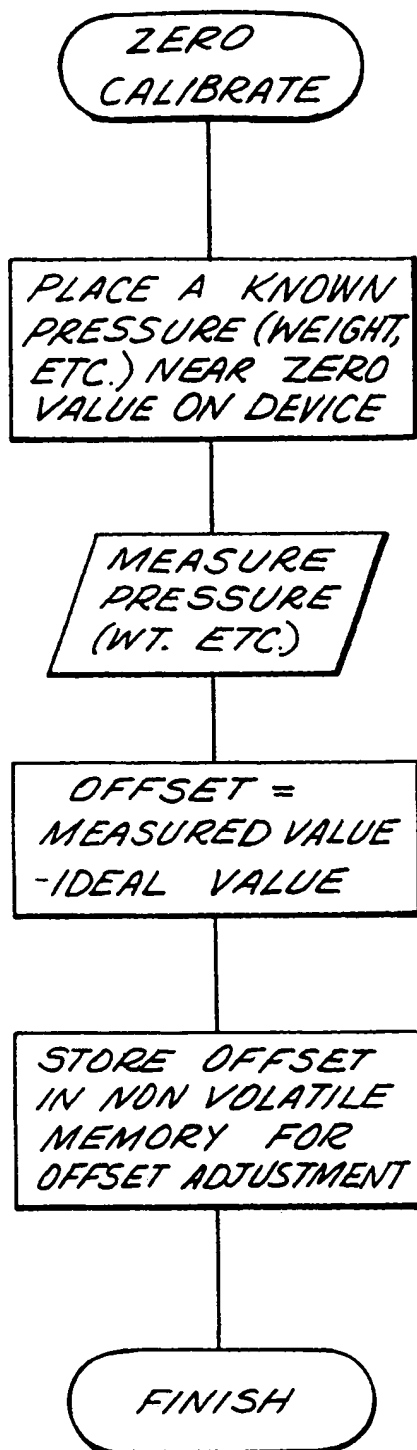 ZERO
CALIBRATE
PLACE A KNOWN
PRESSURE (WEIGHT,
ETC.) NEAR ZERO
VALUE ON DEVICE
MEASURE
PRESSURE
(WT. ETC.)
OFFSET =
MEASURED VALUE
-IDEAL VALUE
STORE OFFSET
IN NON VOLATILE
MEMORY FOR
OFFSET ADJUSTMENT
FINISH